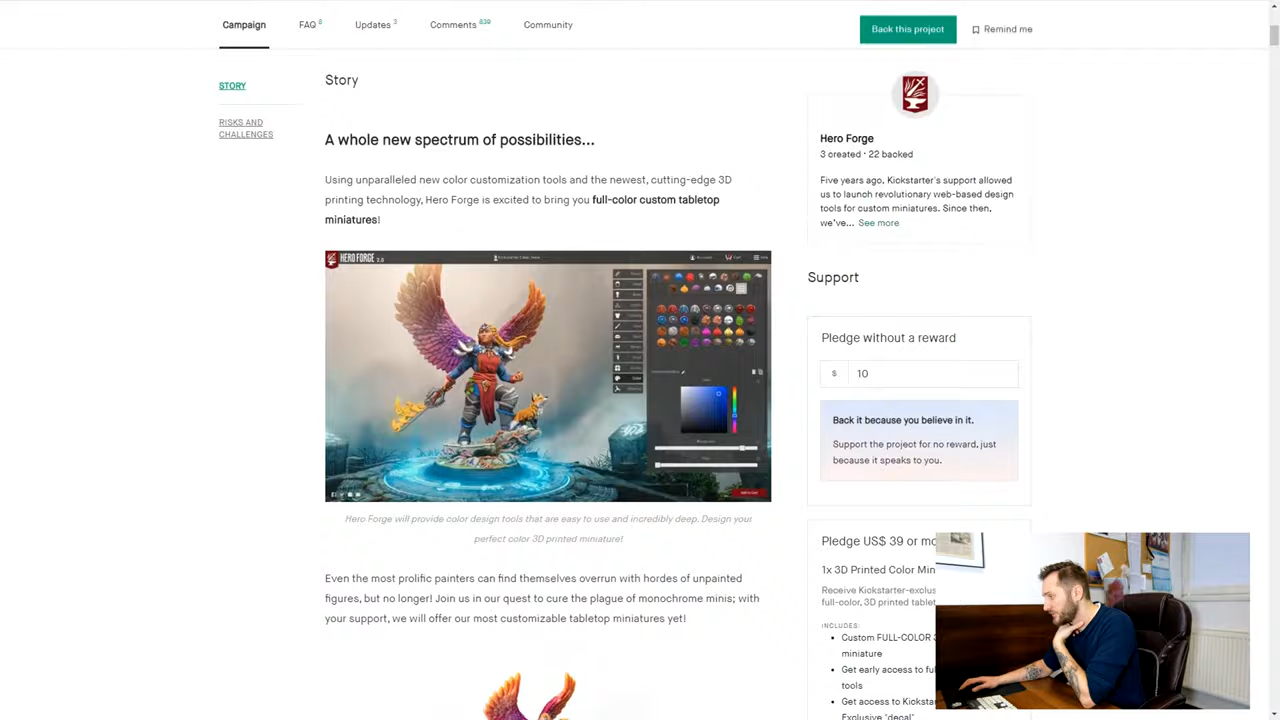 Campaign
FAQ 8
Updates 3
Comments 839
Community
Back this project
Remind me
STORY
RISKS AND
CHALLENGES
Story
A whole new spectrum of possibilities...
Using unparalleled new color customization tools and the newest, cutting-edge 3D
printing technology, Hero Forge is excited to bring you full-color custom tabletop
miniatures!
HERO FORGE 2.0
Hero Forge will provide color design tools that are easy to use and incredibly deep. Design your
perfect color 3D printed miniature!
Even the most prolific painters can find themselves overrun with hordes of unpainted
figures, but no longer! Join us in our quest to cure the plague of monochrome minis; with
your support, we will offer our most customizable tabletop miniatures yet!
Hero Forge
3 created · 22 backed
Five years ago, Kickstarter's support allowed
us to launch revolutionary web-based design
tools for custom miniatures. Since then,
we've... See more
Support
Pledge without a reward
$ 10
Back it because you believe in it.
Support the project for no reward, just
because it speaks to you.
Pledge US$ 39 or mo
1x 3D Printed Color Min
Receive Kickstarter-exclus
full-color, 3D printed tablet
INCLUDES:
• Custom FULL-COLOR 3
miniature
• Get early access to ful
tools
• Get access to Kicksta
Exclusive "decal"